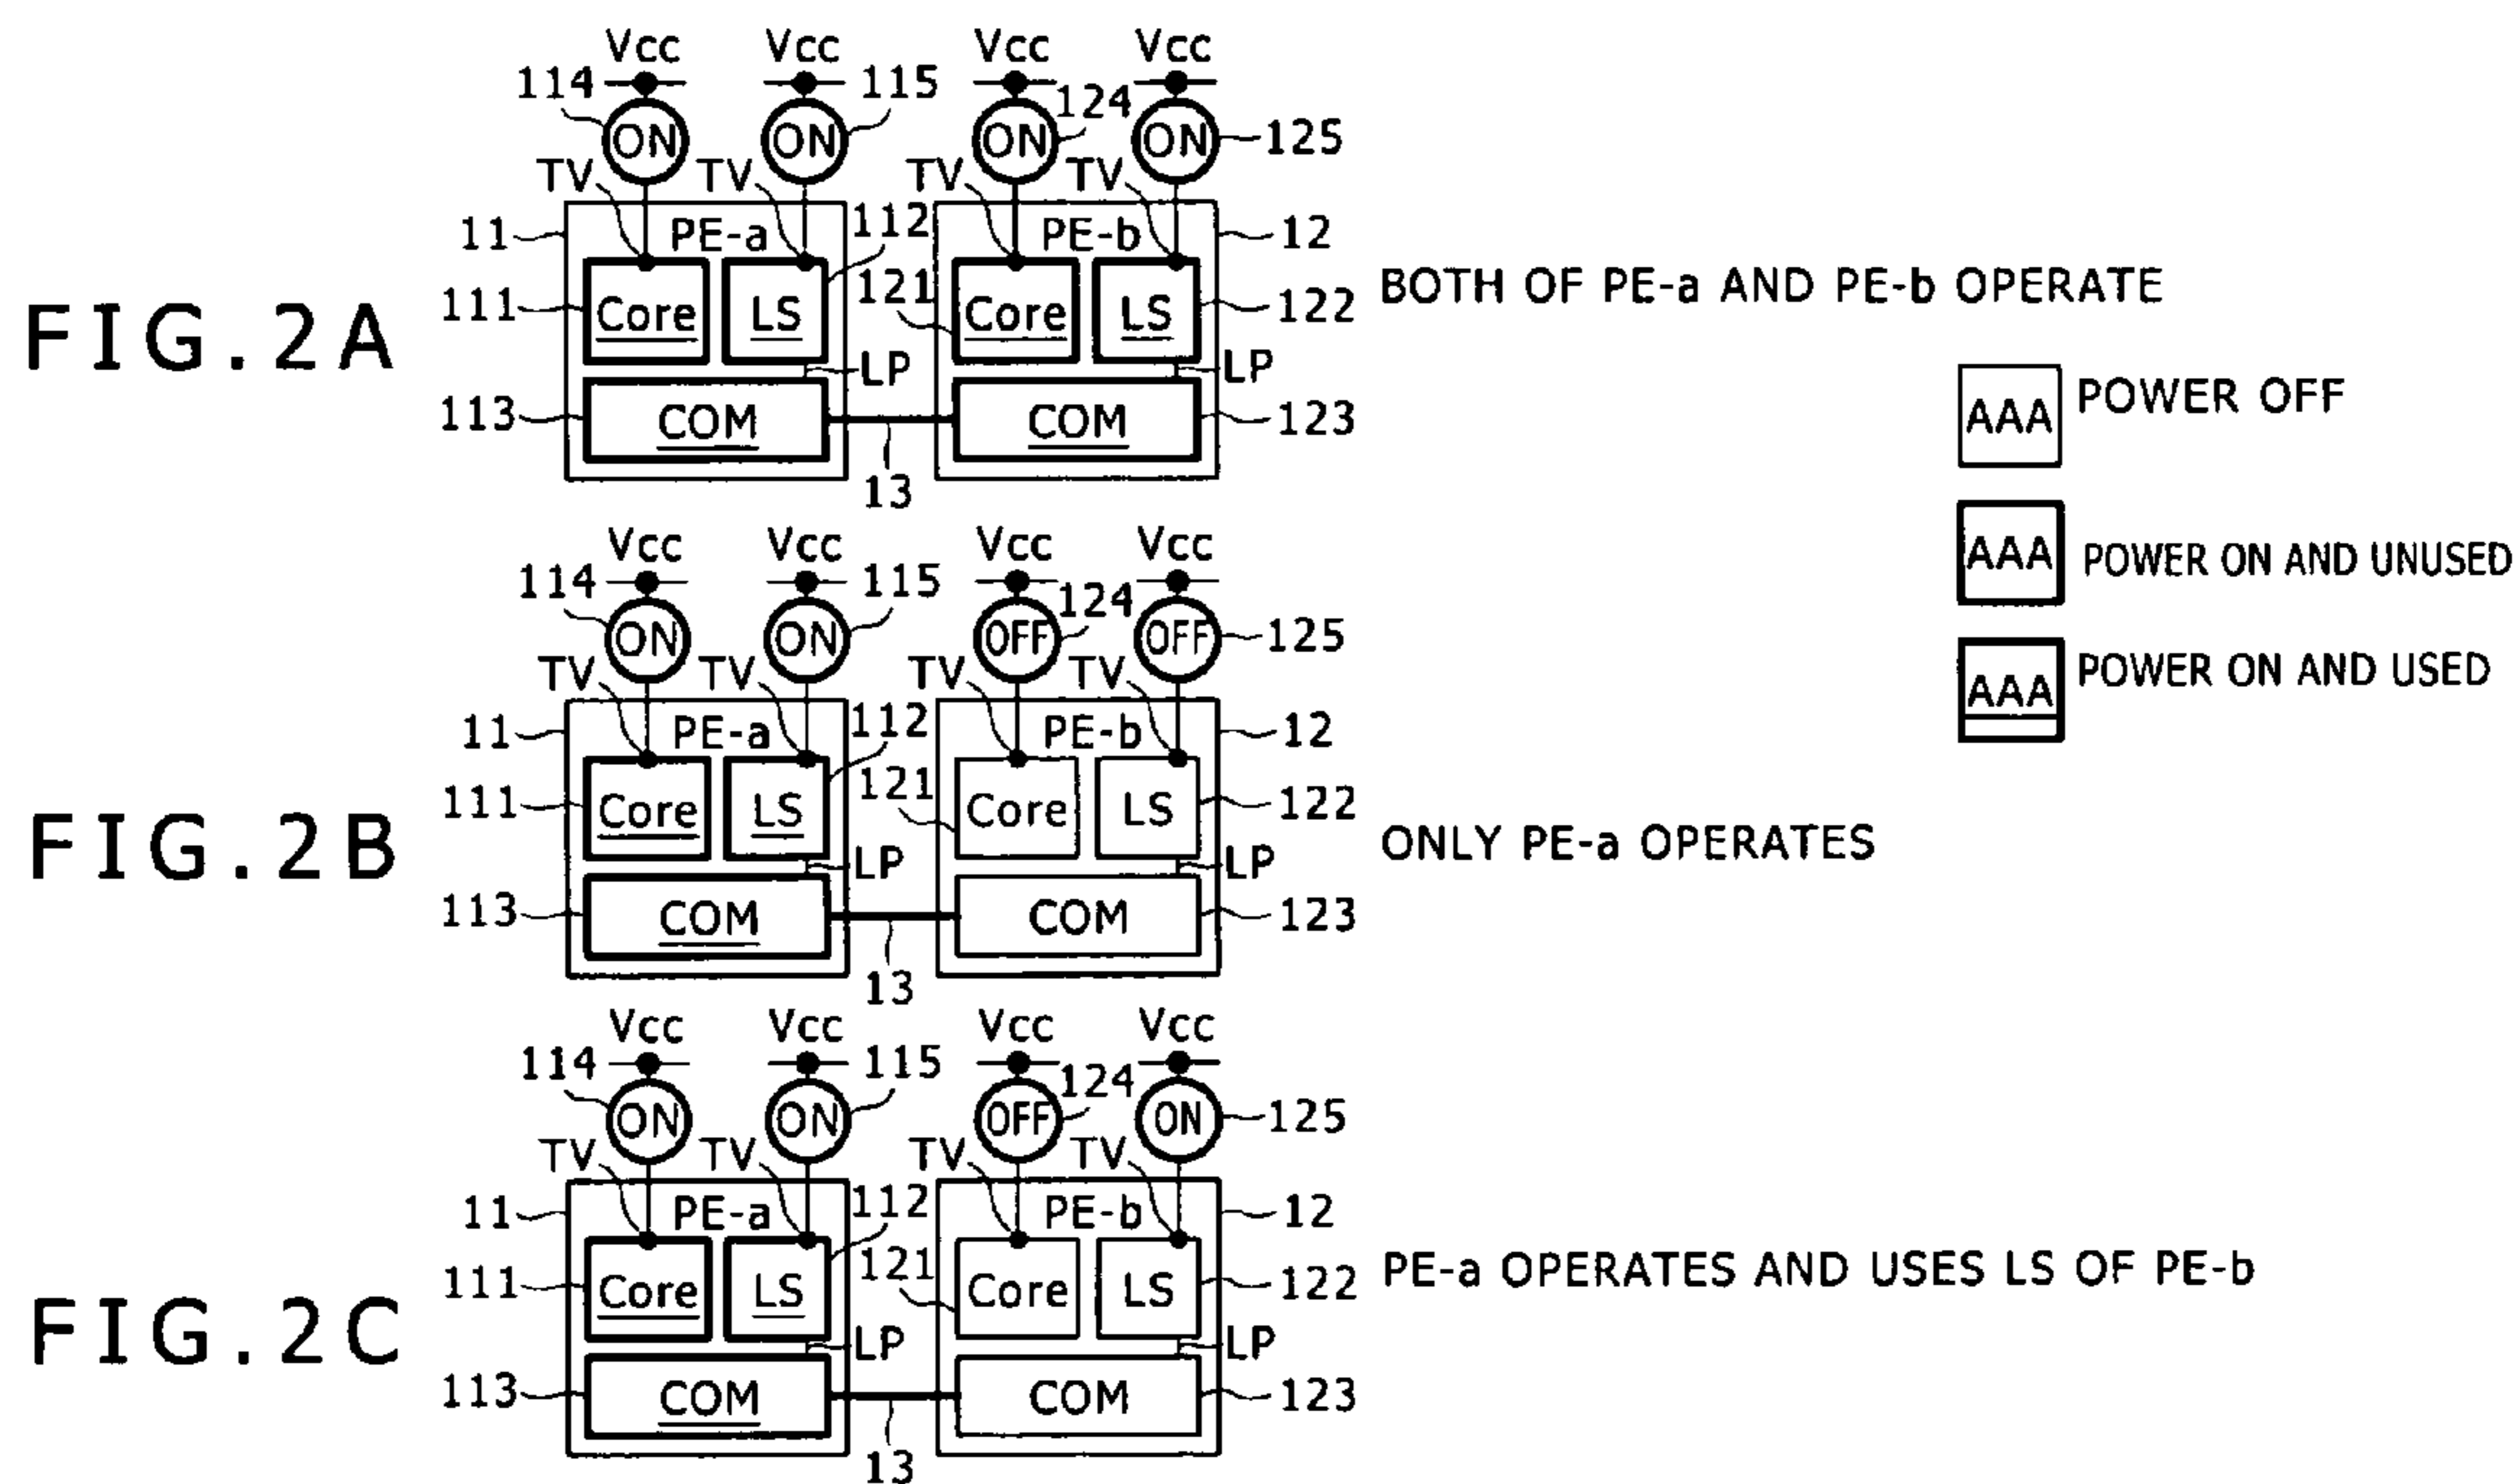 FIG.2A
Vcc Vcc Vcc Vcc
114 ON ON 115 ON 124 ON 125
TV TV TV TV
11 PE-a 112 PE-b 12
111 Core LS 121 Core LS 122
LP LP
113 COM COM 123
13
BOTH OF PE-a AND PE-b OPERATE
AAA POWER OFF
AAA POWER ON AND UNUSED
AAA POWER ON AND USED
FIG.2B
Vcc Vcc Vcc Vcc
114 ON ON 115 OFF 124 OFF 125
TV TV TV TV
11 PE-a 112 PE-b 12
111 Core LS 121 Core LS 122
LP LP
113 COM COM 123
13
ONLY PE-a OPERATES
FIG.2C
Vcc Vcc Vcc Vcc
114 ON ON 115 OFF 124 ON 125
TV TV TV TV
11 PE-a 112 PE-b 12
111 Core LS 121 Core LS 122
LP LP
113 COM COM 123
13
PE-a OPERATES AND USES LS OF PE-b